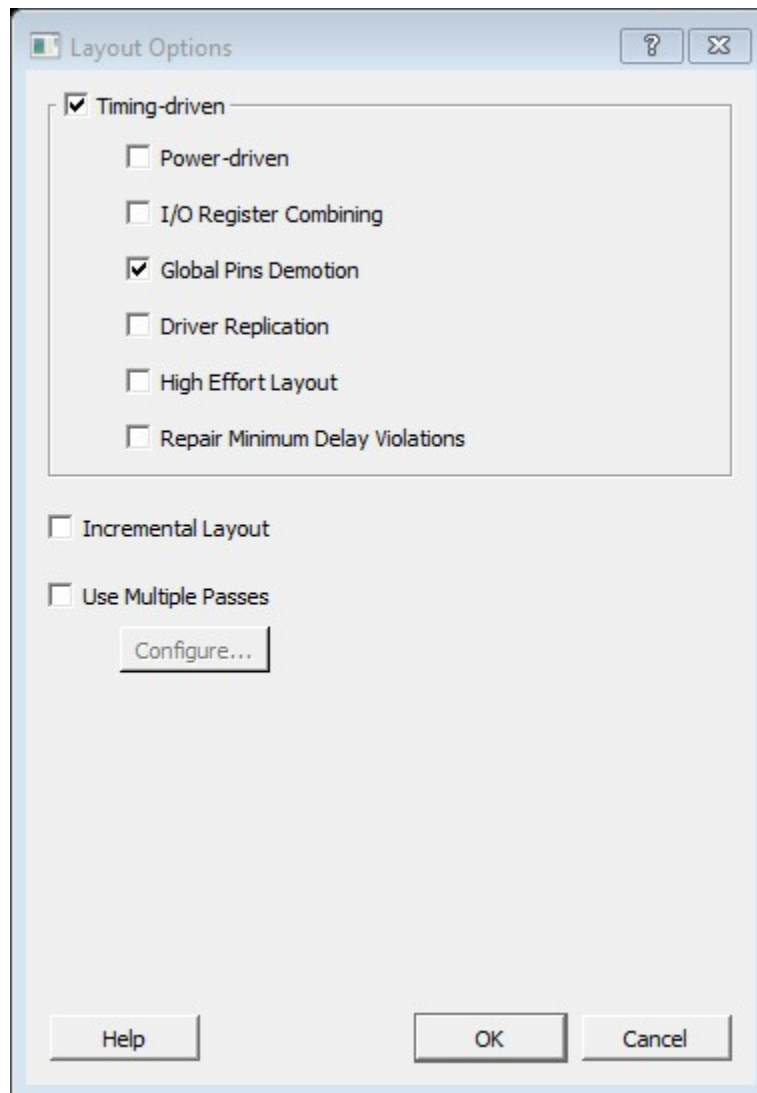 Layout Options
Timing-driven
Power-driven
I/O Register Combining
Global Pins Demotion
Driver Replication
High Effort Layout
Repair Minimum Delay Violations
Incremental Layout
Use Multiple Passes
Configure...
Help OK Cancel